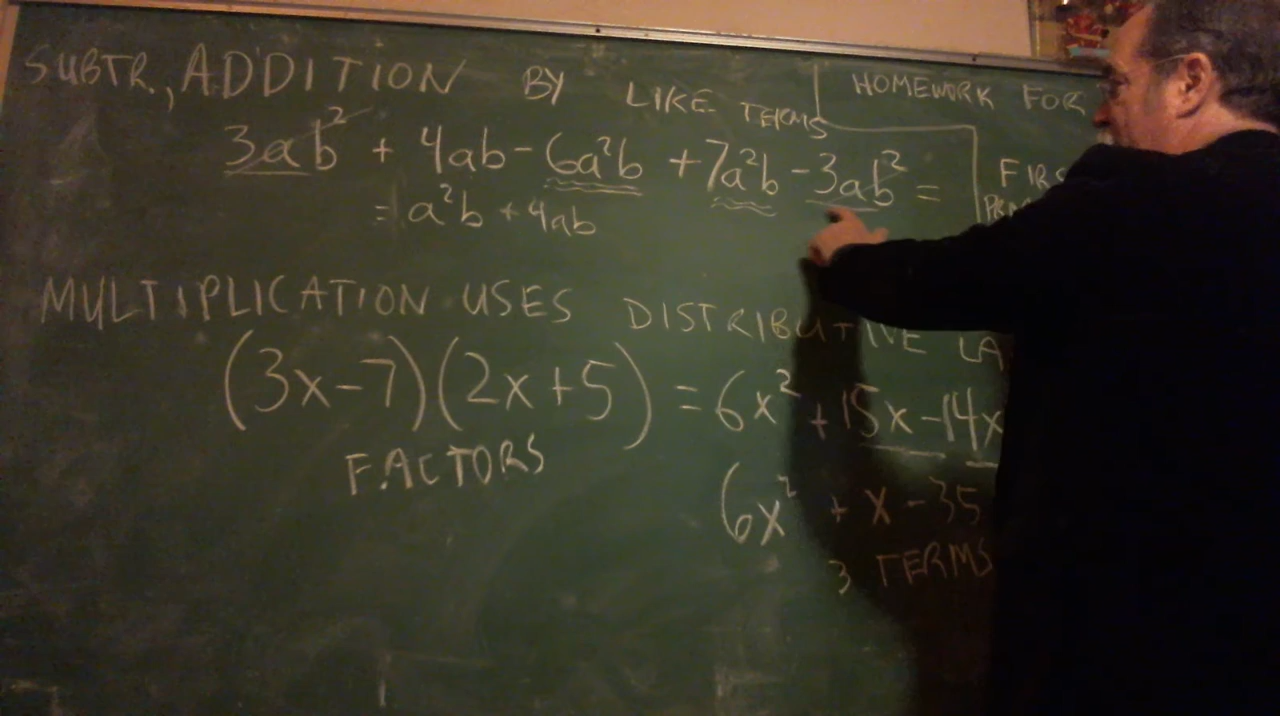 SUBTR., ADDITION BY LIKE TERMS
HOMEWORK FOR
3ab² + 4ab - 6a²b + 7a²b - 3ab² =
= a²b + 4ab
MULTIPLICATION USES DISTRIBUTIVE
(3x-7)(2x+5) = 6x² + 15x - 14x
FACTORS
6x² + x - 35
3 TERMS